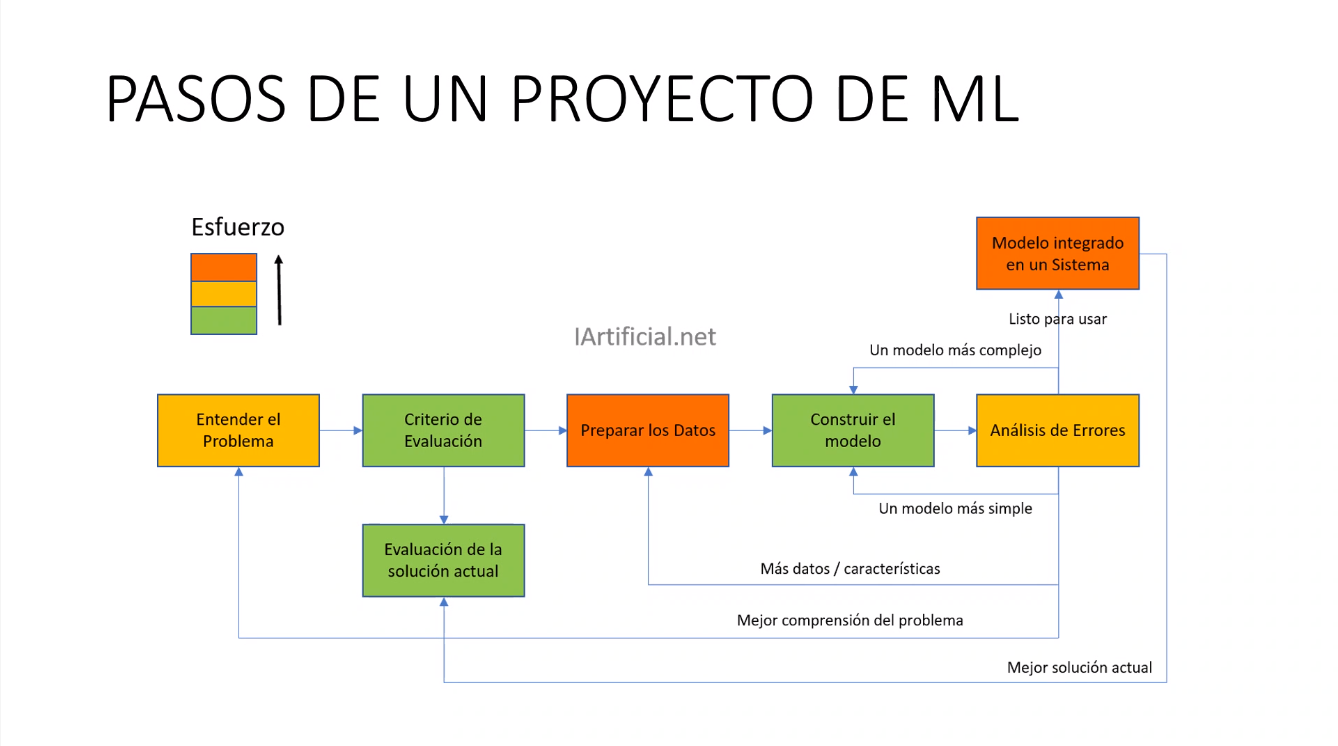 PASOS DE UN PROYECTO DE ML
Esfuerzo
Modelo integrado
en un Sistema
Listo para usar
IArtificial.net
Un modelo más complejo
Entender el
Problema
Criterio de
Evaluación
Preparar los Datos
Construir el
modelo
Análisis de Errores
Un modelo más simple
Evaluación de la
solución actual
Más datos / características
Mejor comprensión del problema
Mejor solución actual